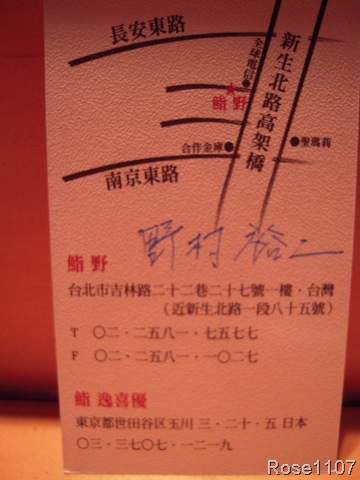 長安東路
新生北路高架橋
全球電信●
★
鮨 野
合作金庫●
●聖瑪莉
南京東路
野村裕二
鮨 野
台北市吉林路二十二巷二十七號一樓．台灣
（近新生北路一段八十五號）
T 〇二．二五八一．七五七七
F 〇二．二五八一．一〇二七
鮨 逸喜優
東京都世田谷区玉川 三．二十．五 日本
〇三．三七〇七．一二一九
Rose1107